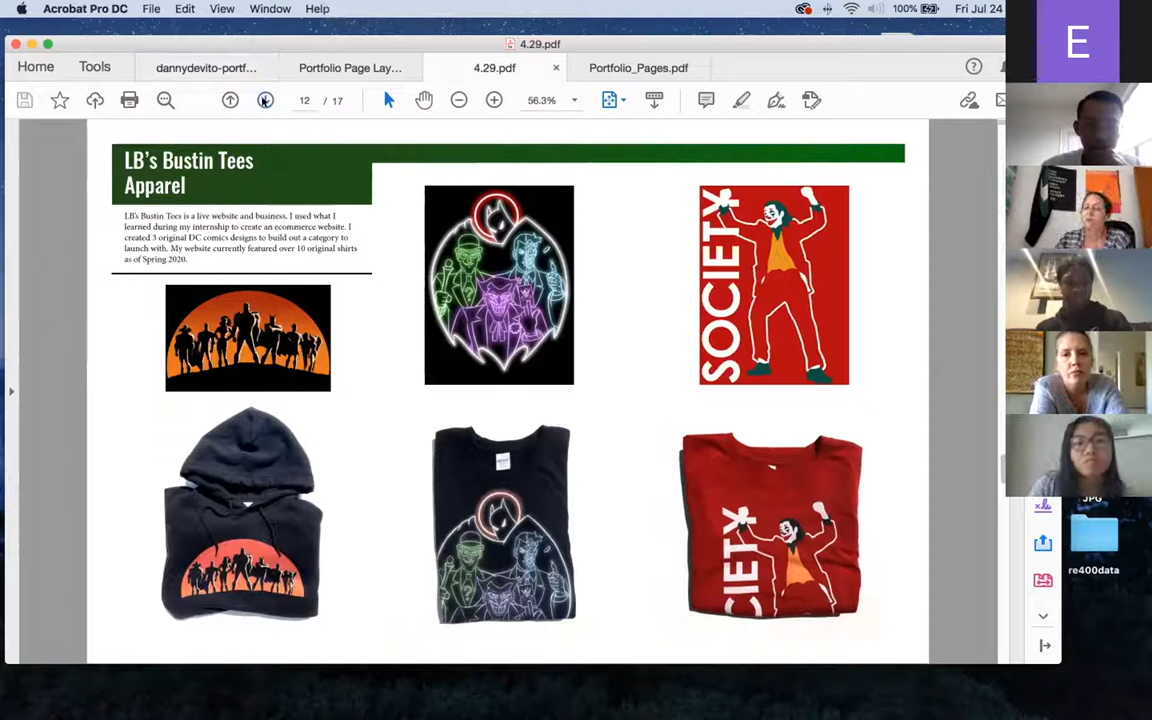 Acrobat Pro DC File Edit View Window Help 100% Fri Jul 24
4.29.pdf
Home Tools dannydevito-portf... Portfolio Page Lay... 4.29.pdf × Portfolio_Pages.pdf
12 / 17 56.3%
E
LB's Bustin Tees
Apparel
LB's Bustin Tees is a live website and business. I used what I
learned during my internship to create an ecommerce website. I
created 3 original DC comics designs to build out a category to
launch with. My website currently featured over 10 original shirts
as of Spring 2020.
SOCIETY
CIETY
JPG
re400data